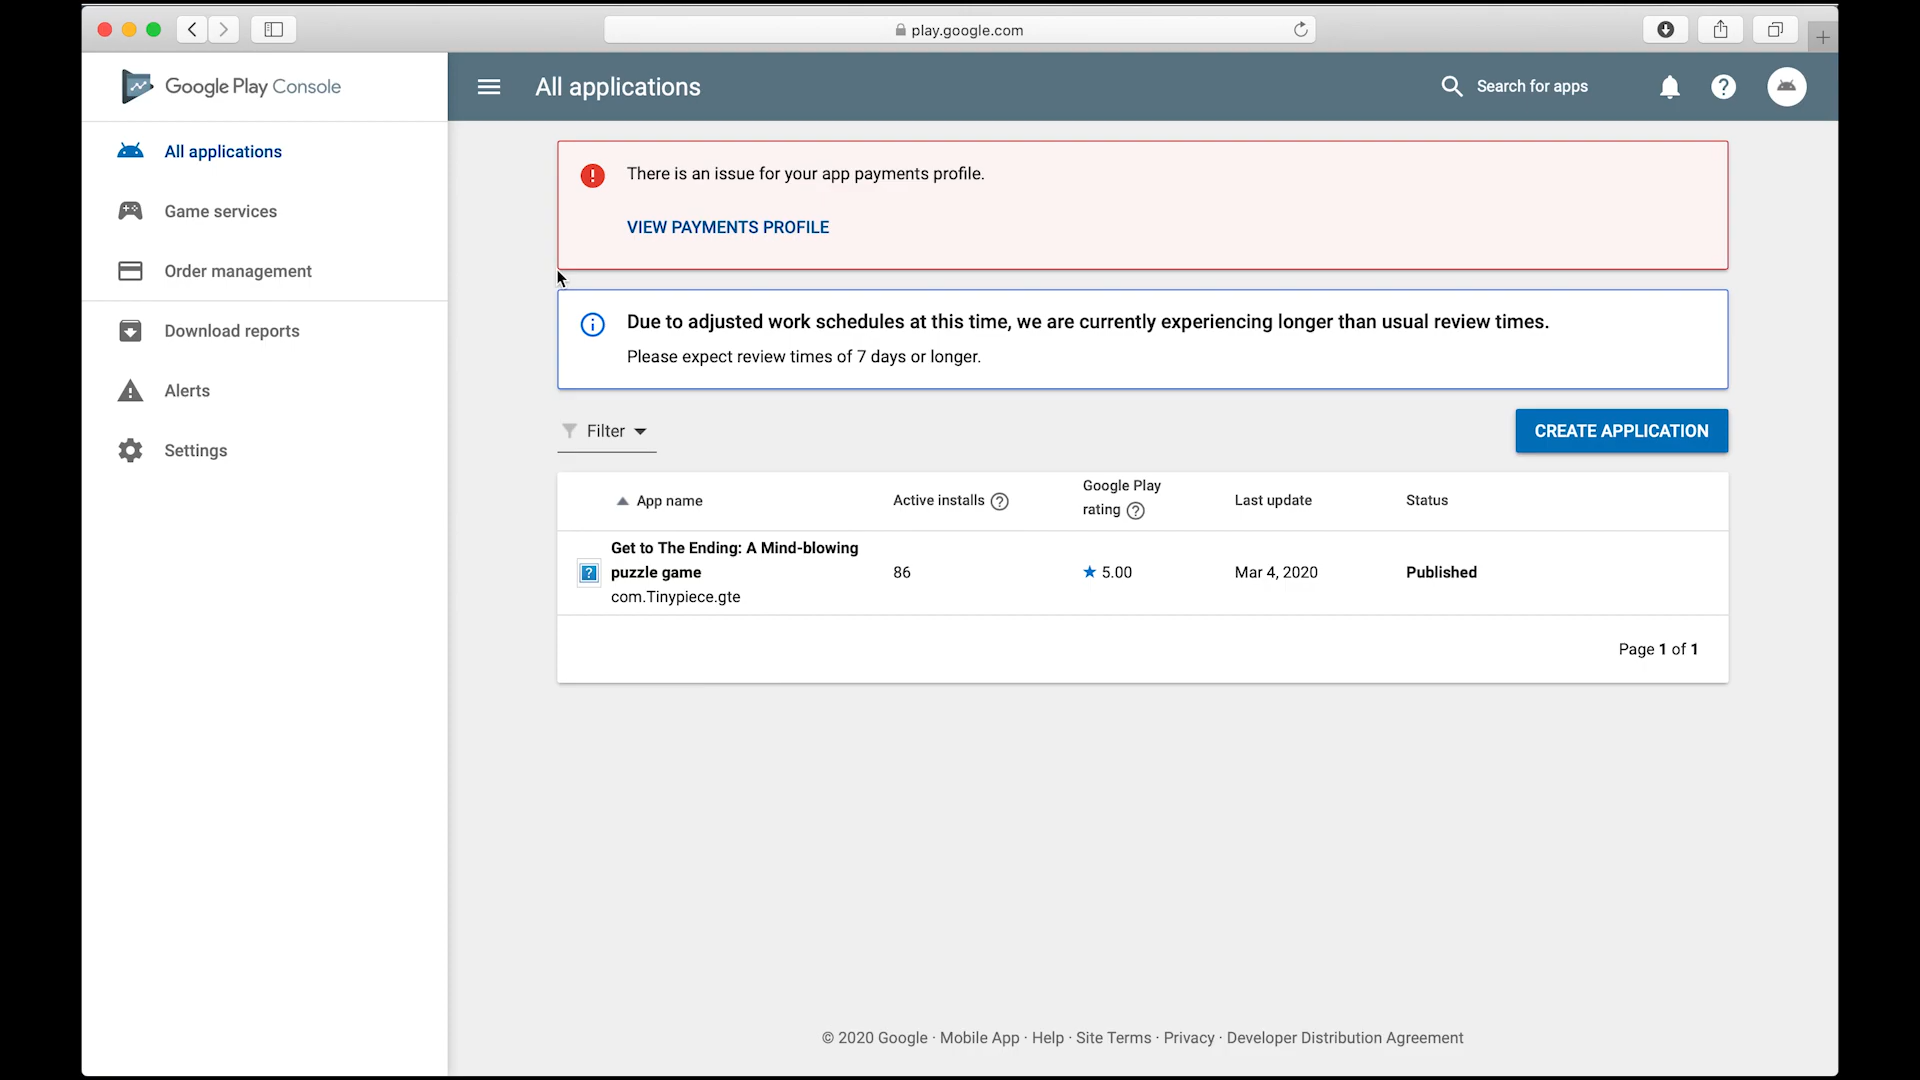 play.google.com
Google Play Console
All applications
Search for apps
All applications
Game services
Order management
Download reports
Alerts
Settings
There is an issue for your app payments profile.
VIEW PAYMENTS PROFILE
Due to adjusted work schedules at this time, we are currently experiencing longer than usual review times.
Please expect review times of 7 days or longer.
Filter
CREATE APPLICATION
App name
Active installs
Google Play
rating
Last update
Status
Get to The Ending: A Mind-blowing
puzzle game
com.Tinypiece.gte
86
5.00
Mar 4, 2020
Published
Page 1 of 1
© 2020 Google · Mobile App · Help · Site Terms · Privacy · Developer Distribution Agreement